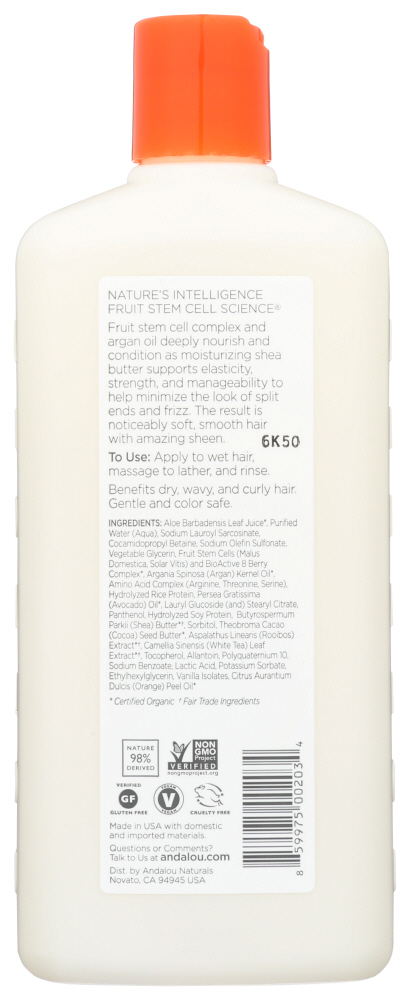 NATURE'S INTELLIGENCE
FRUIT STEM CELL SCIENCE®
Fruit stem cell complex and
argan oil deeply nourish and
condition as moisturizing shea
butter supports elasticity,
strength, and manageability to
help minimize the look of split
ends and frizz. The result is
noticeably soft, smooth hair
with amazing sheen.
6K50
To Use: Apply to wet hair,
massage to lather, and rinse.
Benefits dry, wavy, and curly hair.
Gentle and color safe.
INGREDIENTS: Aloe Barbadensis Leaf Juice*, Purified
Water (Aqua), Sodium Lauroyl Sarcosinate,
Cocamidopropyl Betaine, Sodium Olefin Sulfonate,
Vegetable Glycerin, Fruit Stem Cells (Malus
Domestica, Solar Vitis) and BioActive 8 Berry
Complex*, Argania Spinosa (Argan) Kernel Oil*,
Amino Acid Complex (Arginine, Threonine, Serine),
Hydrolyzed Rice Protein, Persea Gratissima
(Avocado) Oil*, Lauryl Glucoside (and) Stearyl Citrate,
Panthenol, Hydrolyzed Soy Protein, Butyrospermum
Parkii (Shea) Butter*†, Sorbitol, Theobroma Cacao
(Cocoa) Seed Butter*, Aspalathus Linearis (Rooibos)
Extract*†, Camellia Sinensis (White Tea) Leaf
Extract*†, Tocopherol, Allantoin, Polyquaternium 10,
Sodium Benzoate, Lactic Acid, Potassium Sorbate,
Ethylhexylglycerin, Vanilla Isolates, Citrus Aurantium
Dulcis (Orange) Peel Oil*
* Certified Organic † Fair Trade Ingredients
NATURE
98%
DERIVED
NON
GMO
Project
VERIFIED
nongmoproject.org
VERIFIED
GF
GLUTEN FREE
VEGAN
V
VEGAN
CRUELTY FREE
Made in USA with domestic
and imported materials.
Questions or Comments?
Talk to Us at andalou.com
Dist. by Andalou Naturals
Novato, CA 94945 USA
8 59975 00203 4